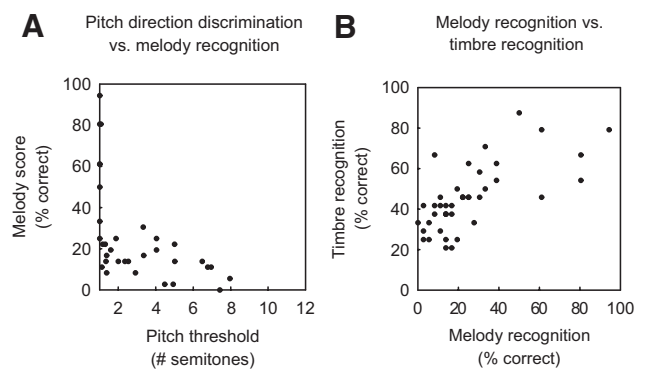 A
Pitch direction discrimination
vs. melody recognition
100
80
60
40
20
0
Melody score
(% correct)
2 4 6 8 10 12
Pitch threshold
(# semitones)
B
Melody recognition vs.
timbre recognition
100
80
60
40
20
0
Timbre recognition
(% correct)
0 20 40 60 80 100
Melody recognition
(% correct)